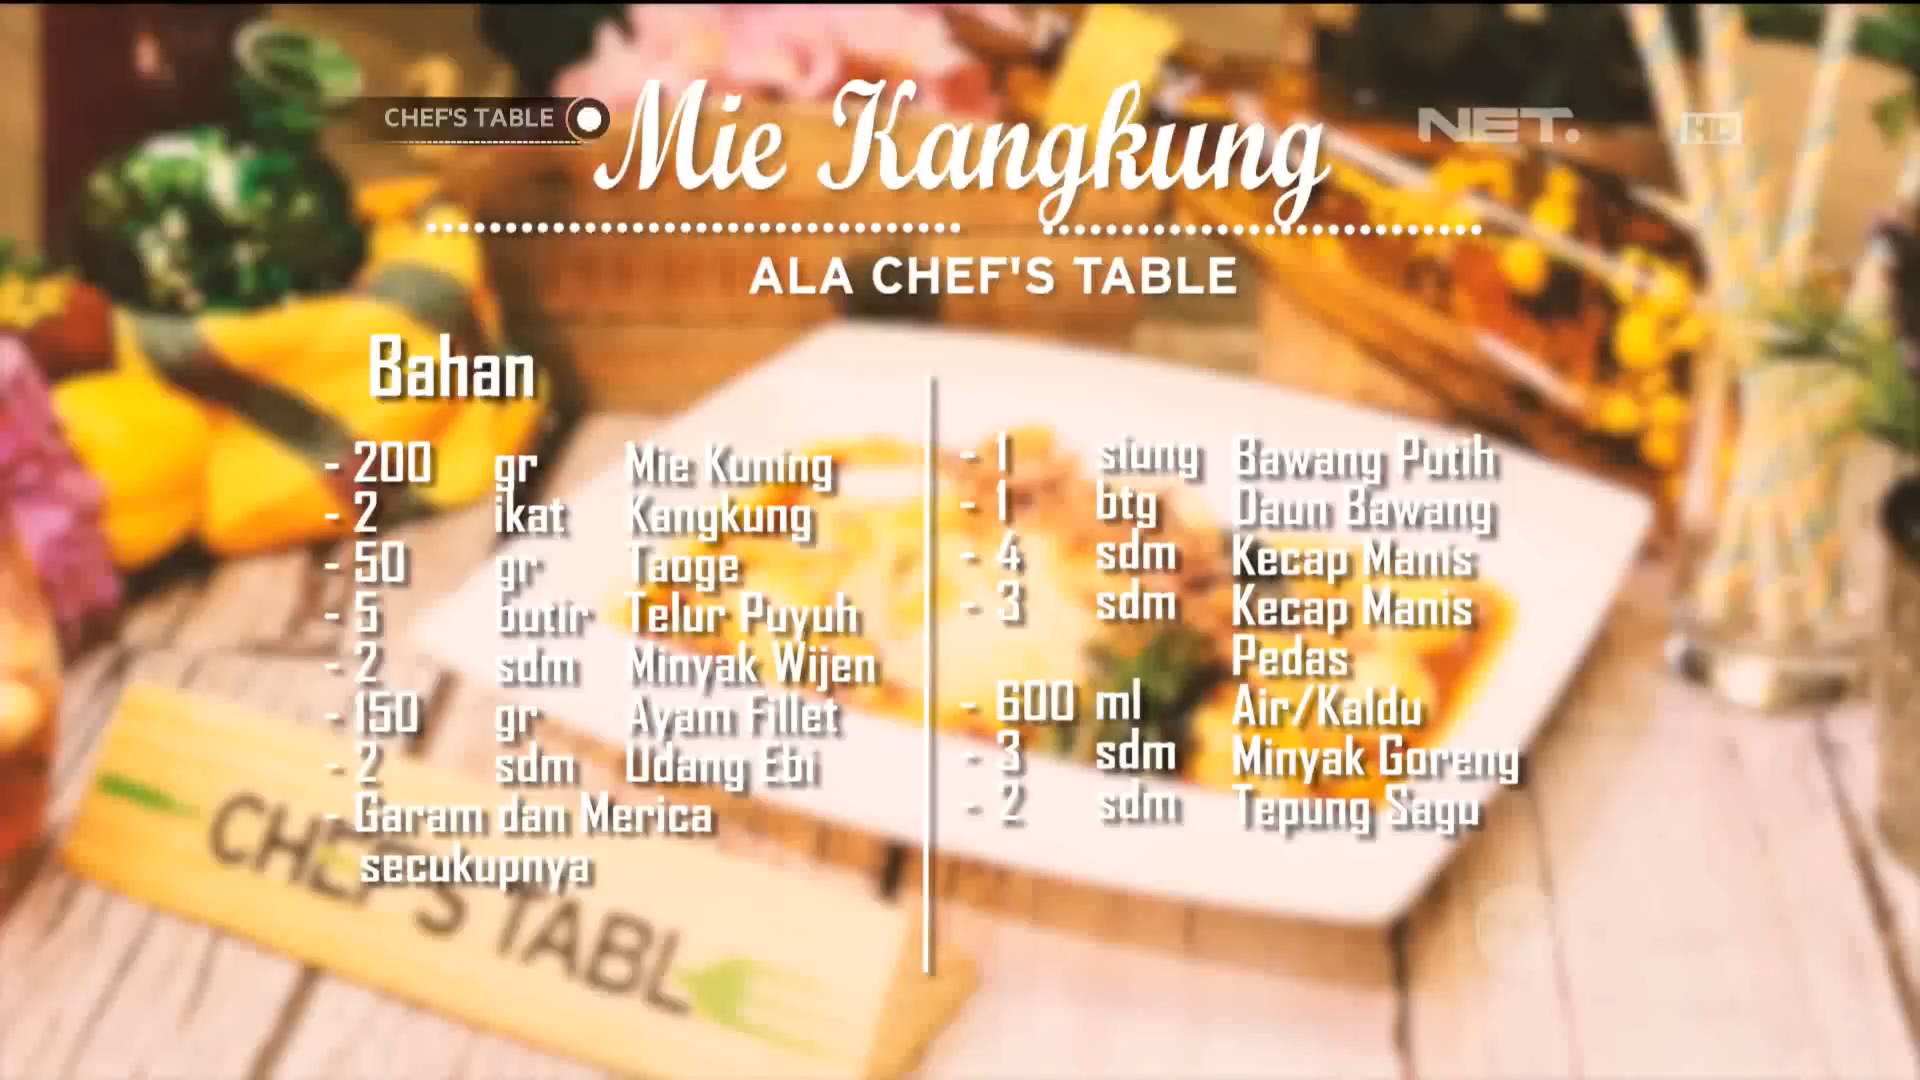 CHEF'S TABLE
Mie Kangkung
NET.
HD
ALA CHEF'S TABLE
Bahan
- 200 gr Mie Kuning
- 2 ikat Kangkung
- 50 gr Taoge
- 5 butir Telur Puyuh
- 2 sdm Minyak Wijen
- 150 gr Ayam Fillet
- 2 sdm Udang Ebi
- Garam dan Merica
secukupnya
- 1 siung Bawang Putih
- 1 btg Daun Bawang
- 4 sdm Kecap Manis
- 3 sdm Kecap Manis
Pedas
- 600 ml Air/Kaldu
- 3 sdm Minyak Goreng
- 2 sdm Tepung Sagu
CHEF'S TABL